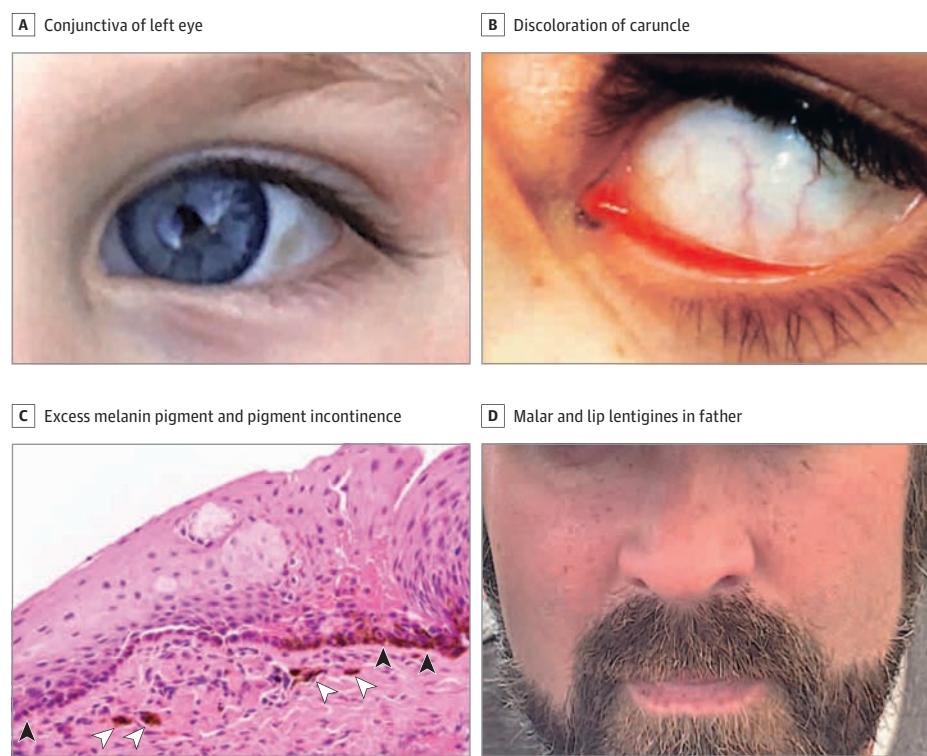 A Conjunctiva of left eye
B Discoloration of caruncle
C Excess melanin pigment and pigment incontinence
D Malar and lip lentigines in father